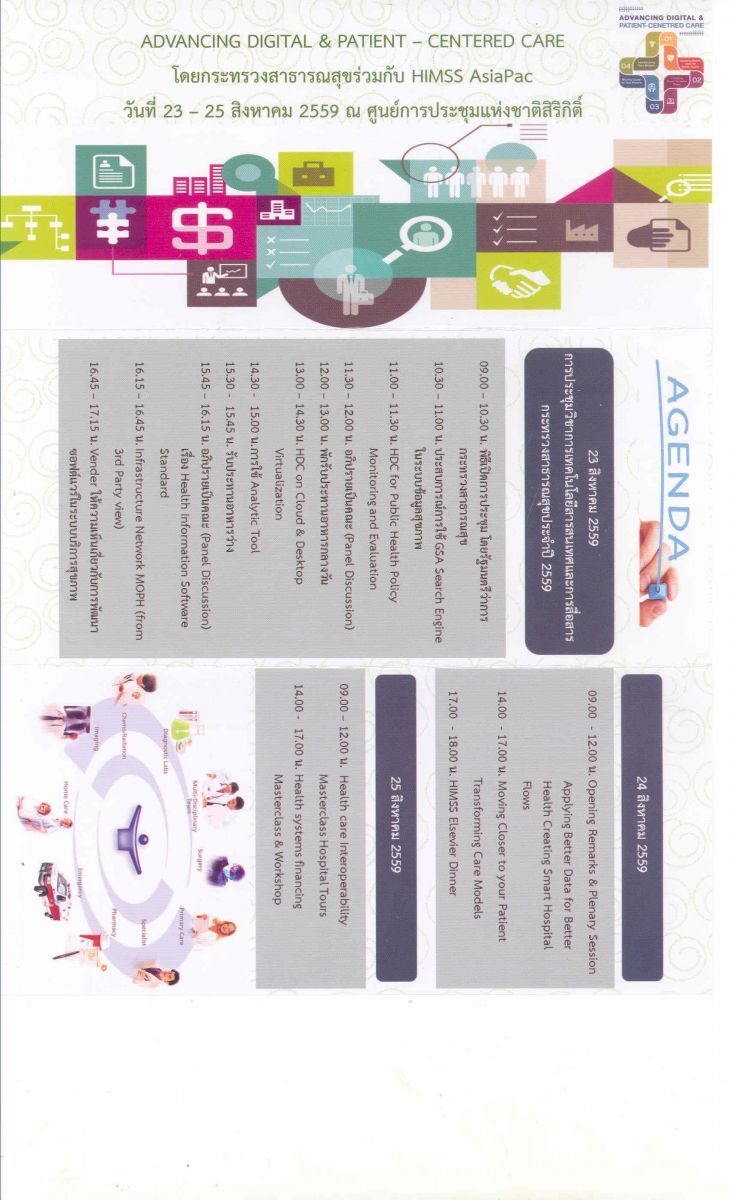 ADVANCING DIGITAL & PATIENT – CENTERED CARE
โดยกระทรวงสาธารณสุขร่วมกับ HIMSS AsiaPac
วันที่ 23 – 25 สิงหาคม 2559 ณ ศูนย์การประชุมแห่งชาติสิริกิติ์
ADVANCING DIGITAL &
PATIENT-CENETRED CARE
01
02
03
04
AGENDA
23 สิงหาคม 2559
การประชุมวิชาการเทคโนโลยีสารสนเทศและการสื่อสาร
กระทรวงสาธารณสุขประจำปี 2559
09.00 – 10.30 น. พิธีเปิดการประชุม โดยรัฐมนตรีว่าการ
กระทรวงสาธารณสุข
10.30 – 11.00 น. ประสบการณ์การใช้ GSA Search Engine
ในระบบข้อมูลสุขภาพ
11.00 – 11.30 น. HDC for Public Health Policy
Monitoring and Evaluation
11.30 – 12.00 น. อภิปรายเป็นคณะ (Panel Discussion)
12.00 – 13.00 น. พักรับประทานอาหารกลางวัน
13.00 – 14.30 น. HDC on Cloud & Desktop
Virtualization
14.30 - 15.00 น.การใช้ Analytic Tool
15.30 - 15.45 น. รับประทานอาหารว่าง
15.45 – 16.15 น. อภิปรายเป็นคณะ (Panel Discussion)
เรื่อง Health Information Software
Standard
16.15 – 16.45 น. Infrastructure Network MOPH (from
3rd Party view)
16.45 – 17.15 น. Vender ให้ความเห็นเกี่ยวกับการพัฒนา
ซอฟต์แวร์ในระบบบริการสุขภาพ
24 สิงหาคม 2559
09.00 - 12.00 น. Opening Remarks & Plenary Session
Applying Better Data for Better
Health Creating Smart Hospital
Flows
14.00 - 17.00 น. Moving Closer to your Patient
Transforming Care Models
17.00 - 18.00 น. HIMSS Elsevier Dinner
25 สิงหาคม 2559
09.00 – 12.00 น. Health care Interoperability
Masterclass Hospital Tours
14.00 - 17.00 น. Health systems financing
Masterclass & Workshop
Primary Care
Surgery
Multi-Disciplinary
Team
Diagnostic Labs
Chemo/Radiation
Imaging
Home Care
Emergency
Pharmacy
Specialist